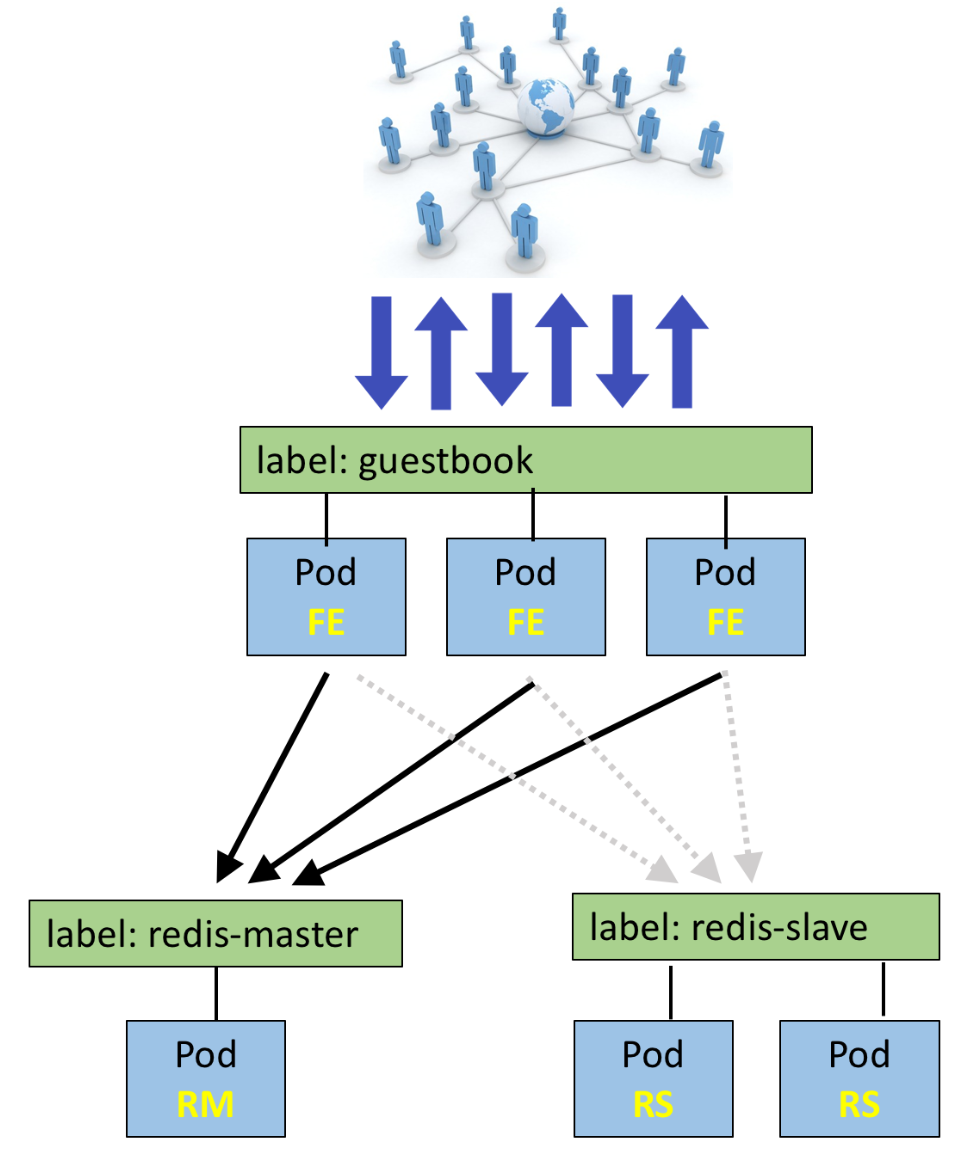 label: guestbook
Pod
FE
Pod
FE
Pod
FE
label: redis-master
label: redis-slave
Pod
RM
Pod
RS
Pod
RS